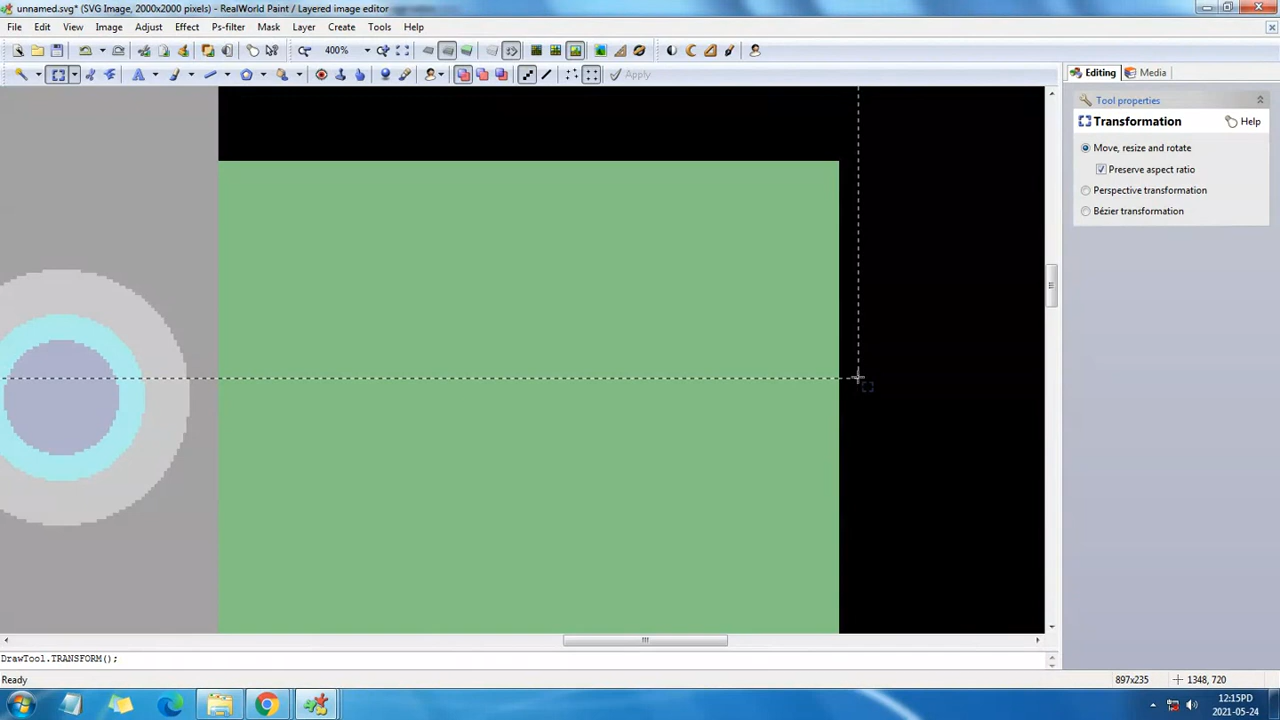 unnamed.svg* (SVG Image, 2000x2000 pixels) - RealWorld Paint / Layered image editor
File Edit View Image Adjust Effect Ps-filter Mask Layer Create Tools Help
400%
Apply
Editing Media
Tool properties
Transformation Help
Move, resize and rotate
Preserve aspect ratio
Perspective transformation
Bézier transformation
DrawTool.TRANSFORM();
Ready 897x235 1348, 720
12:15PD
2021-05-24